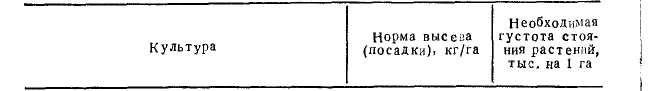 Культура
Норма высева
(посадки), кг/га
Необходимая
густота стоя-
ния растений,
тыс. на 1 га